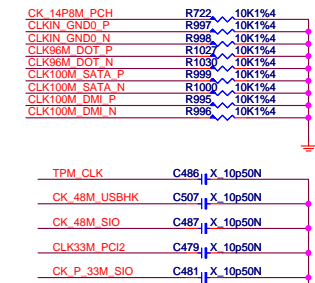 CK_14P8M_PCH R722 10K1%4
CLKIN_GND0_P R997 10K1%4
CLKIN_GND0_N R998 10K1%4
CLK96M_DOT_P R1027 10K1%4
CLK96M_DOT_N R1030 10K1%4
CLK100M_SATA_P R999 10K1%4
CLK100M_SATA_N R1000 10K1%4
CLK100M_DMI_P R995 10K1%4
CLK100M_DMI_N R996 10K1%4
TPM_CLK C486 X_10p50N
CK_48M_USBHK C507 X_10p50N
CK_48M_SIO C487 X_10p50N
CLK33M_PCI2 C479 X_10p50N
CK_P_33M_SIO C481 X_10p50N